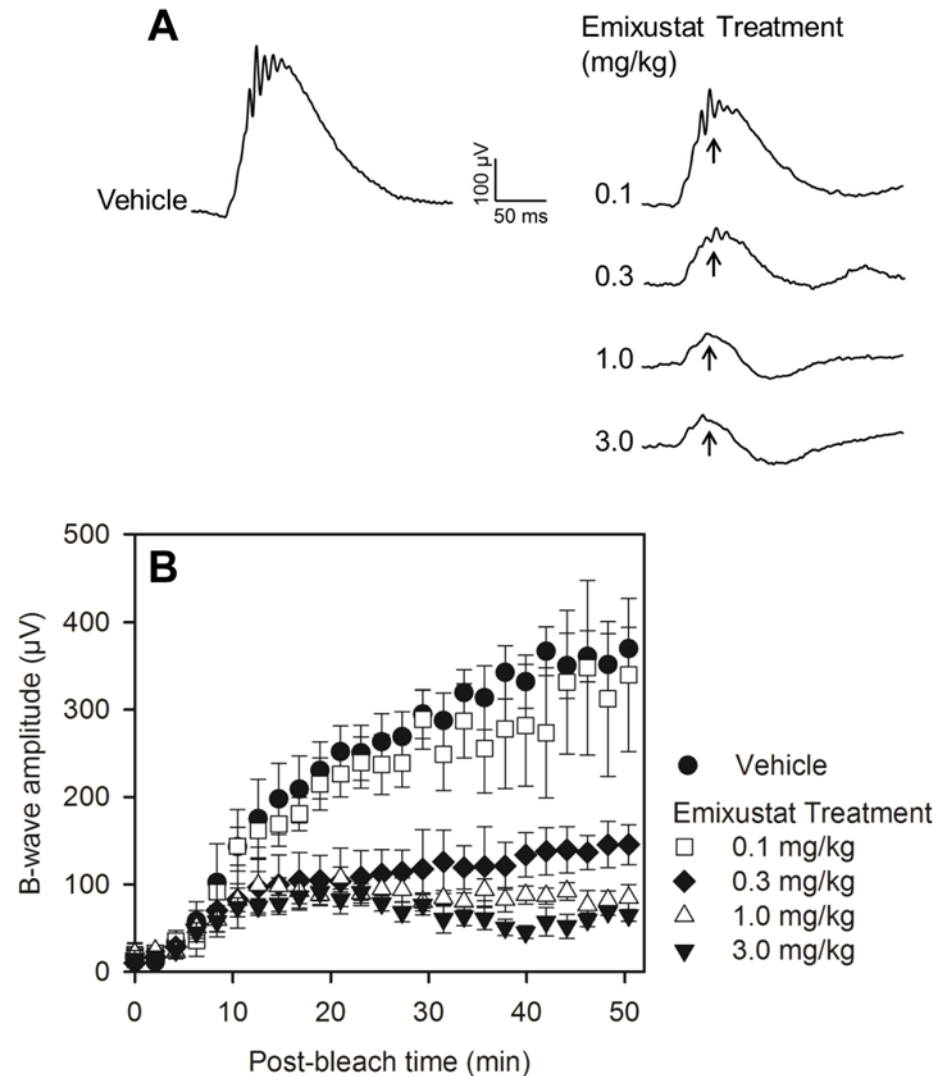 A
Emixustat Treatment
(mg/kg)
Vehicle
100 µV
50 ms
0.1
0.3
1.0
3.0
B
500
400
300
200
100
0
B-wave amplitude (µV)
0 10 20 30 40 50
Post-bleach time (min)
Vehicle
Emixustat Treatment
0.1 mg/kg
0.3 mg/kg
1.0 mg/kg
3.0 mg/kg